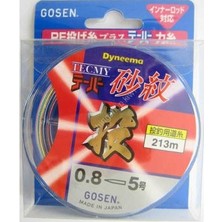 GOSEN.
インナーロッド対応
PE投げ糸プラステーパー力糸
Dyneema
TECMY
テーパー
砂紋
投
投釣用道糸
213m
0.8
5号
GOSEN.
MADE IN JAPAN